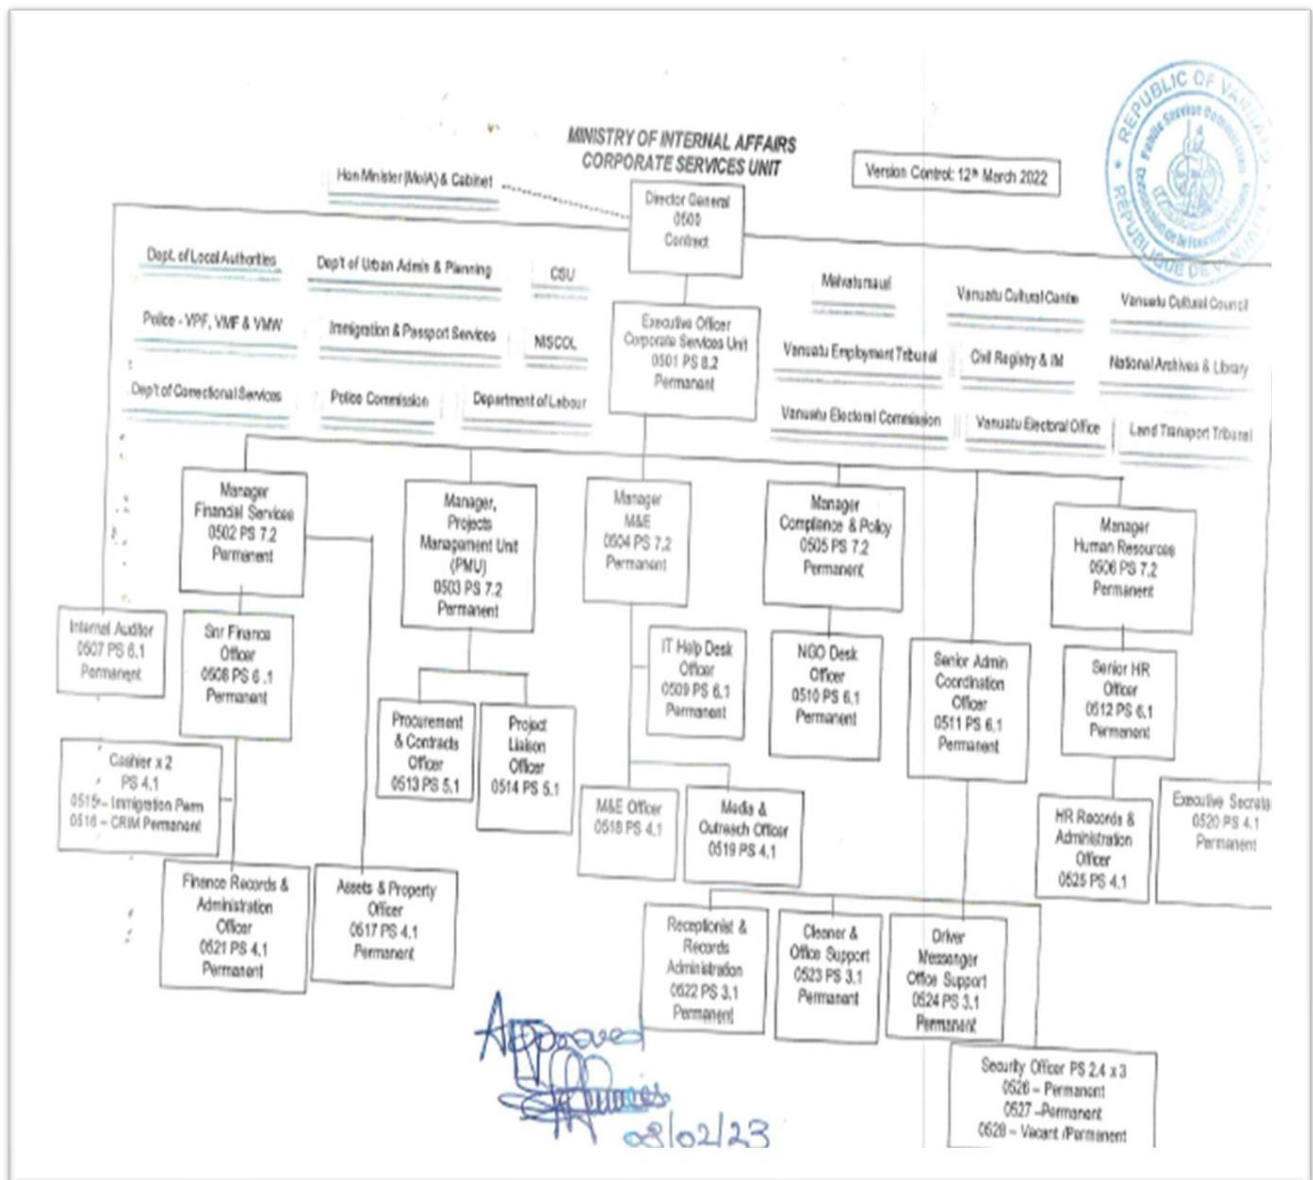 MINISTRY OF INTERNAL AFFAIRS
CORPORATE SERVICES UNIT
Version Control: 12th March 2022
REPUBLIC OF VANUA
Public Service Commission
REPUBLIQUE DE VANUA
Hon Minister (MoIA) & Cabinet
Director General
0500
Contract
Dept. of Local Authorities
Dep't of Urban Admin & Planning
CSU
Malvatumauri
Vanuatu Cultural Centre
Vanuatu Cultural Council
Police - VPF, VMF & VMW
Immigration & Passport Services
NISCOL
Executive Officer
Corporate Services Unit
0501 PS 8.2
Permanent
Vanuatu Employment Tribunal
Civil Registry & IM
National Archives & Library
Dep't of Correctional Services
Police Commission
Department of Labour
Vanuatu Electoral Commission
Vanuatu Electoral Office
Land Transport Tribunal
Manager
Financial Services
0502 PS 7.2
Permanent
Manager,
Projects
Management Unit
(PMU)
0503 PS 7.2
Permanent
Manager
M&E
0504 PS 7.2
Permanent
Manager
Compliance & Policy
0505 PS 7.2
Permanent
Manager
Human Resources
0506 PS 7.2
Permanent
Internal Auditor
0507 PS 6.1
Permanent
Snr Finance
Officer
0508 PS 6.1
Permanent
IT Help Desk
Officer
0509 PS 6.1
Permanent
NGO Desk
Officer
0510 PS 6.1
Permanent
Senior Admin
Coordination
Officer
0511 PS 6.1
Permanent
Senior HR
Officer
0512 PS 6.1
Permanent
Procurement
& Contracts
Officer
0513 PS 5.1
Project
Liaison
Officer
0514 PS 5.1
Cashier x 2
PS 4.1
0515 – Immigration Perm
0516 – CRIM Permanent
M&E Officer
0518 PS 4.1
Media &
Outreach Officer
0519 PS 4.1
HR Records &
Administration
Officer
0525 PS 4.1
Executive Secreta
0520 PS 4.1
Permanent
Finance Records &
Administration
Officer
0521 PS 4.1
Permanent
Assets & Property
Officer
0517 PS 4.1
Permanent
Receptionist &
Records
Administration
0522 PS 3.1
Permanent
Cleaner &
Office Support
0523 PS 3.1
Permanent
Driver
Messenger
Office Support
0524 PS 3.1
Permanent
Security Officer PS 2.4 x 3
0526 – Permanent
0527 –Permanent
0528 – Vacant /Permanent
Approved
08/02/23